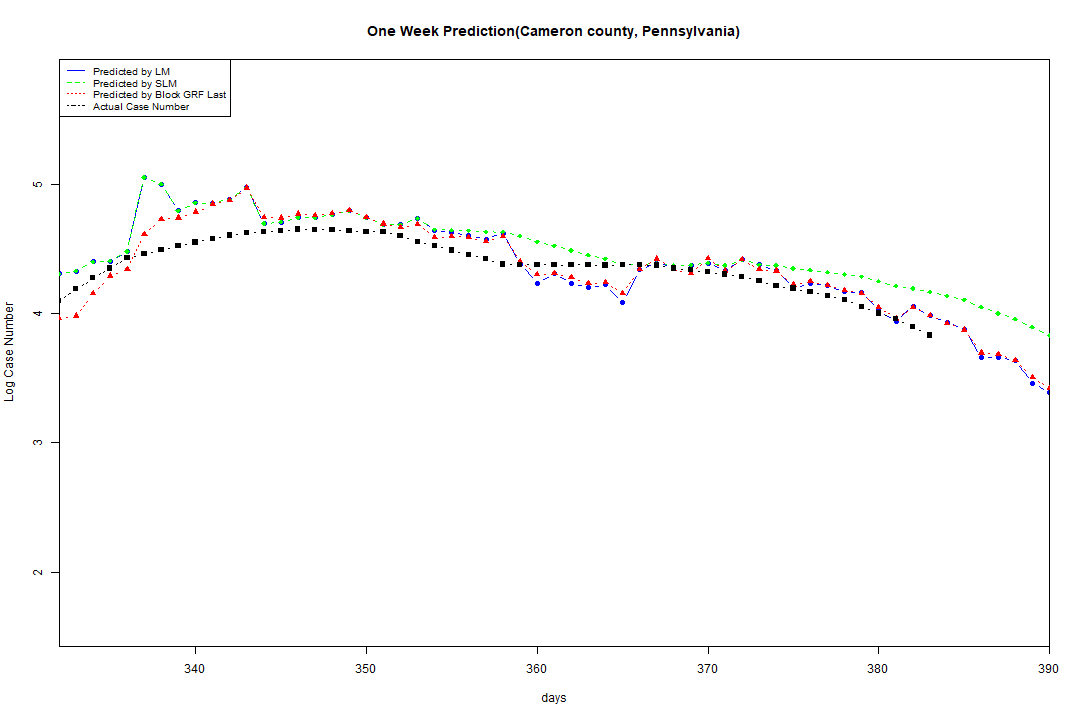 One Week Prediction(Cameron county, Pennsylvania)
Predicted by LM
Predicted by SLM
Predicted by Block GRF Last
Actual Case Number
5
4
3
2
Log Case Number
340 350 360 370 380 390
days